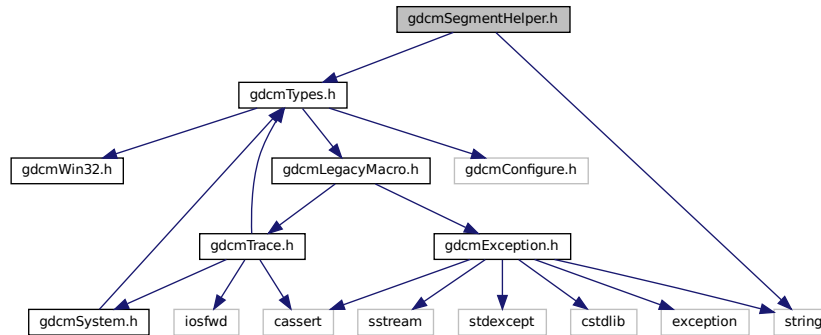 gdcmSegmentHelper.h
gdcmTypes.h
gdcmWin32.h
gdcmLegacyMacro.h
gdcmConfigure.h
gdcmTrace.h
gdcmException.h
gdcmSystem.h
iosfwd
cassert
sstream
stdexcept
cstdlib
exception
string